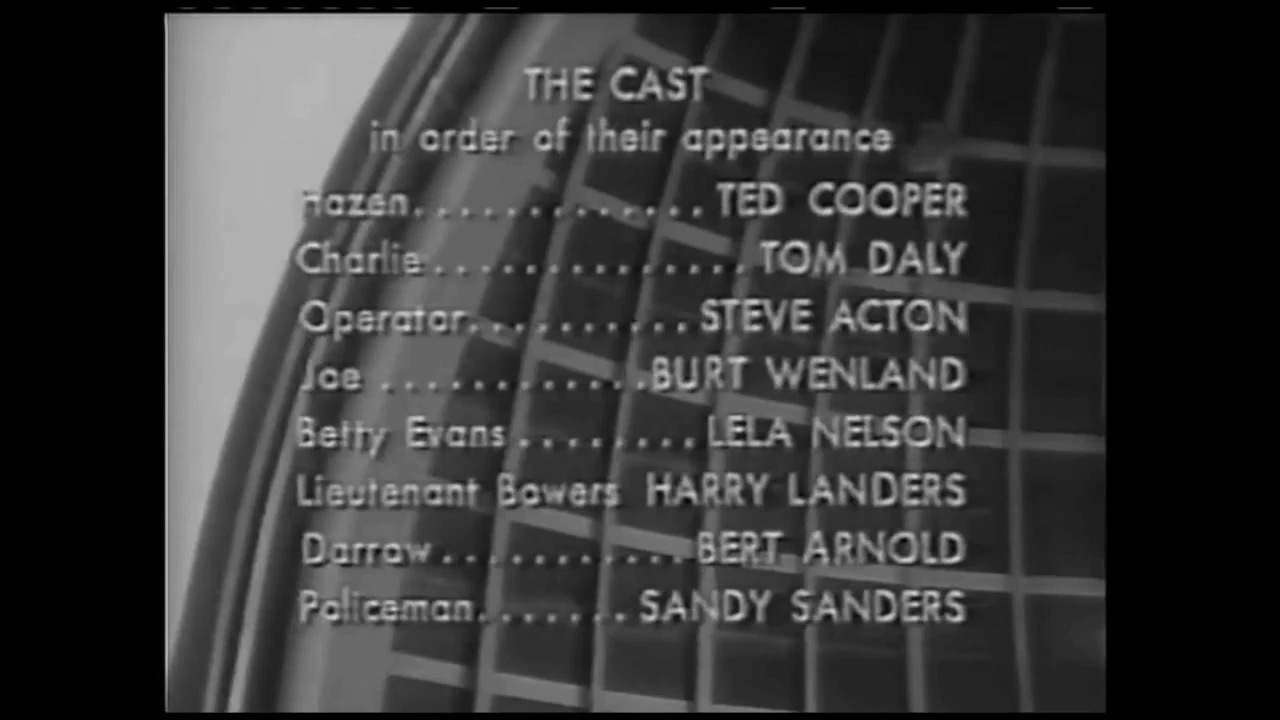 THE CAST
in order of their appearance
Hazen.............TED COOPER
Charlie..............TOM DALY
Operator..........STEVE ACTON
Joe ............BURT WENLAND
Betty Evans........LELA NELSON
Lieutenant Bowers HARRY LANDERS
Darrow...........BERT ARNOLD
Policeman.......SANDY SANDERS